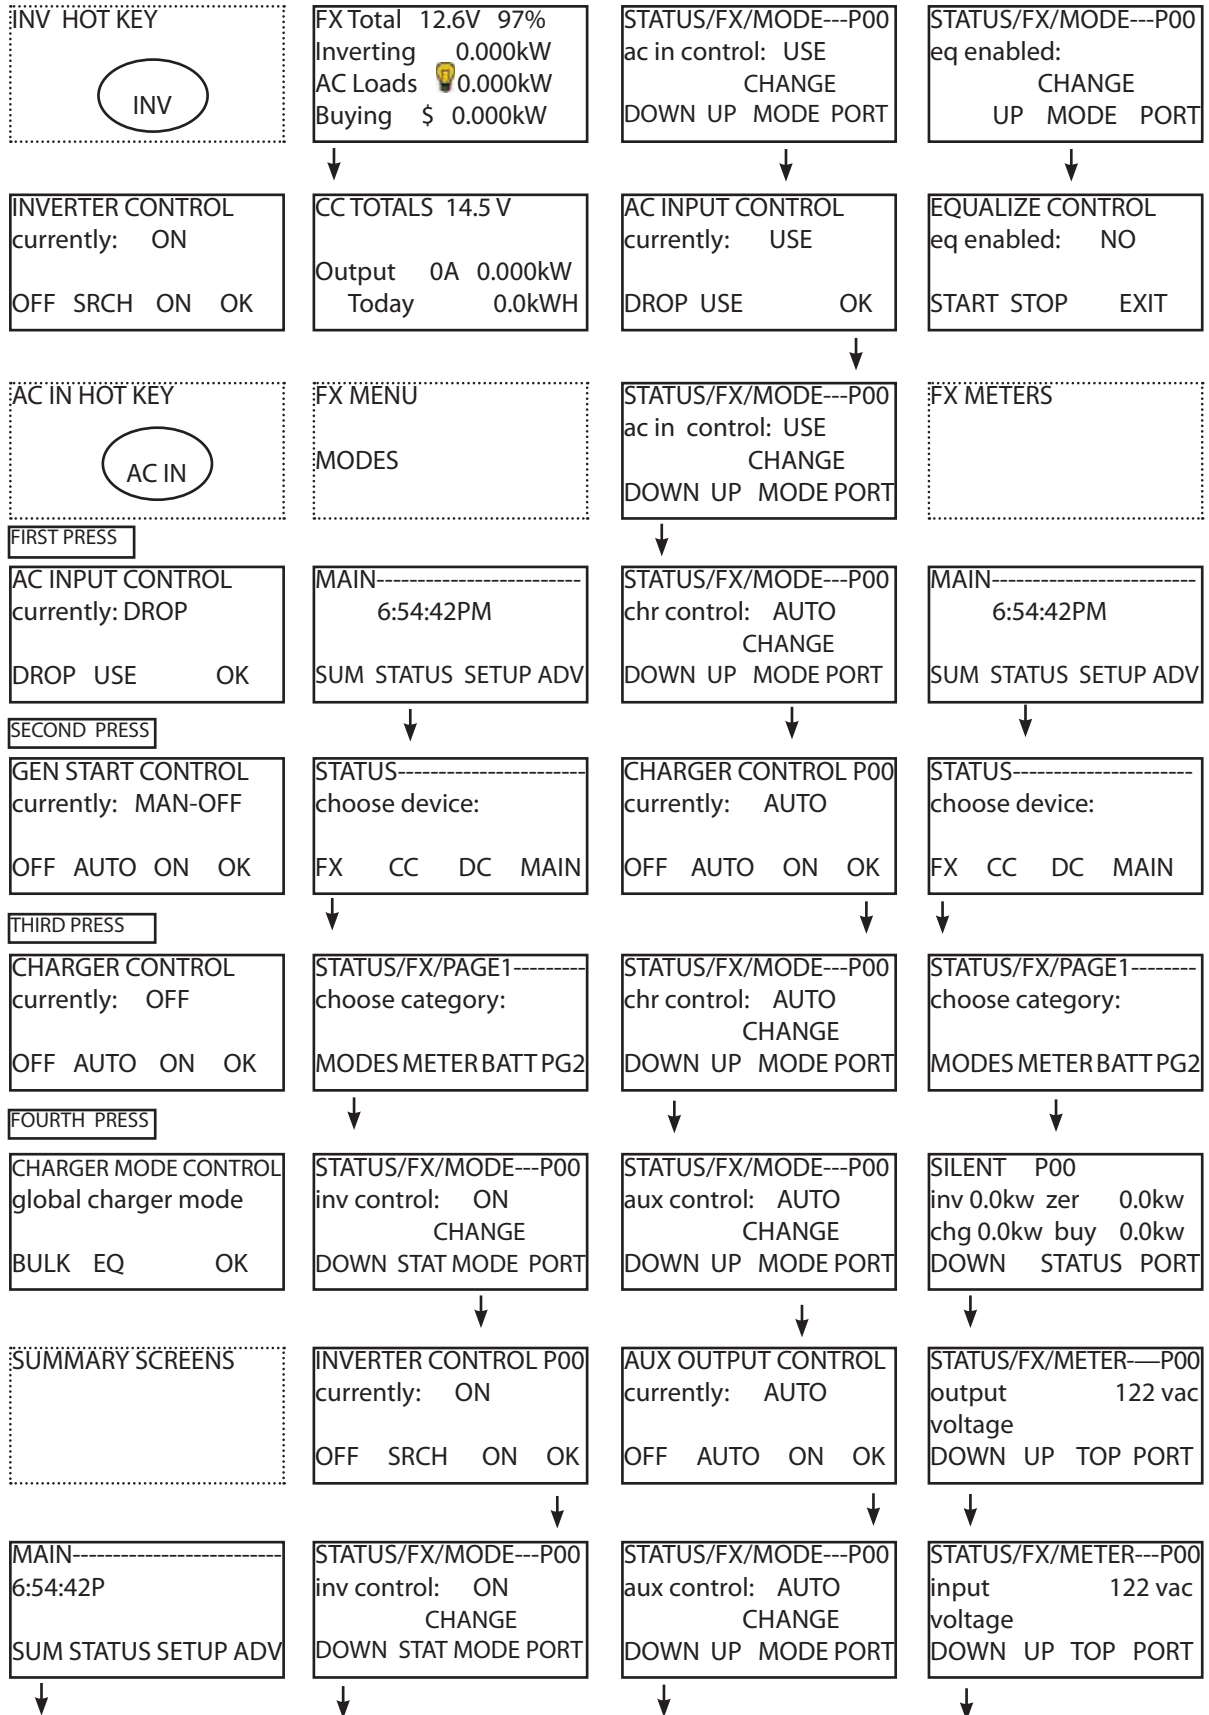 INV HOT KEY
INV
INVERTER CONTROL
currently: ON
OFF SRCH ON OK
AC IN HOT KEY
AC IN
FIRST PRESS
AC INPUT CONTROL
currently: DROP
DROP USE OK
SECOND PRESS
GEN START CONTROL
currently: MAN-OFF
OFF AUTO ON OK
THIRD PRESS
CHARGER CONTROL
currently: OFF
OFF AUTO ON OK
FOURTH PRESS
CHARGER MODE CONTROL
global charger mode
BULK EQ OK
SUMMARY SCREENS
MAIN--------------------------
6:54:42P
SUM STATUS SETUP ADV
FX Total 12.6V 97%
Inverting 0.000kW
AC Loads 0.000kW
Buying $ 0.000kW
CC TOTALS 14.5 V
Output 0A 0.000kW
Today 0.0kWH
FX MENU
MODES
MAIN-------------------------
6:54:42PM
SUM STATUS SETUP ADV
STATUS-----------------------
choose device:
FX CC DC MAIN
STATUS/FX/PAGE1---------
choose category:
MODES METER BATT PG2
STATUS/FX/MODE---P00
inv control: ON
CHANGE
DOWN STAT MODE PORT
INVERTER CONTROL P00
currently: ON
OFF SRCH ON OK
STATUS/FX/MODE---P00
inv control: ON
CHANGE
DOWN STAT MODE PORT
STATUS/FX/MODE---P00
ac in control: USE
CHANGE
DOWN UP MODE PORT
AC INPUT CONTROL
currently: USE
DROP USE OK
STATUS/FX/MODE---P00
ac in control: USE
CHANGE
DOWN UP MODE PORT
STATUS/FX/MODE---P00
chr control: AUTO
CHANGE
DOWN UP MODE PORT
CHARGER CONTROL P00
currently: AUTO
OFF AUTO ON OK
STATUS/FX/MODE---P00
chr control: AUTO
CHANGE
DOWN UP MODE PORT
STATUS/FX/MODE---P00
aux control: AUTO
CHANGE
DOWN UP MODE PORT
AUX OUTPUT CONTROL
currently: AUTO
OFF AUTO ON OK
STATUS/FX/MODE---P00
aux control: AUTO
CHANGE
DOWN UP MODE PORT
STATUS/FX/MODE---P00
eq enabled:
CHANGE
UP MODE PORT
EQUALIZE CONTROL
eq enabled: NO
START STOP EXIT
FX METERS
MAIN-------------------------
6:54:42PM
SUM STATUS SETUP ADV
STATUS----------------------
choose device:
FX CC DC MAIN
STATUS/FX/PAGE1--------
choose category:
MODES METER BATT PG2
SILENT P00
inv 0.0kw zer 0.0kw
chg 0.0kw buy 0.0kw
DOWN STATUS PORT
STATUS/FX/METER-—P00
output 122 vac
voltage
DOWN UP TOP PORT
STATUS/FX/METER---P00
input 122 vac
voltage
DOWN UP TOP PORT